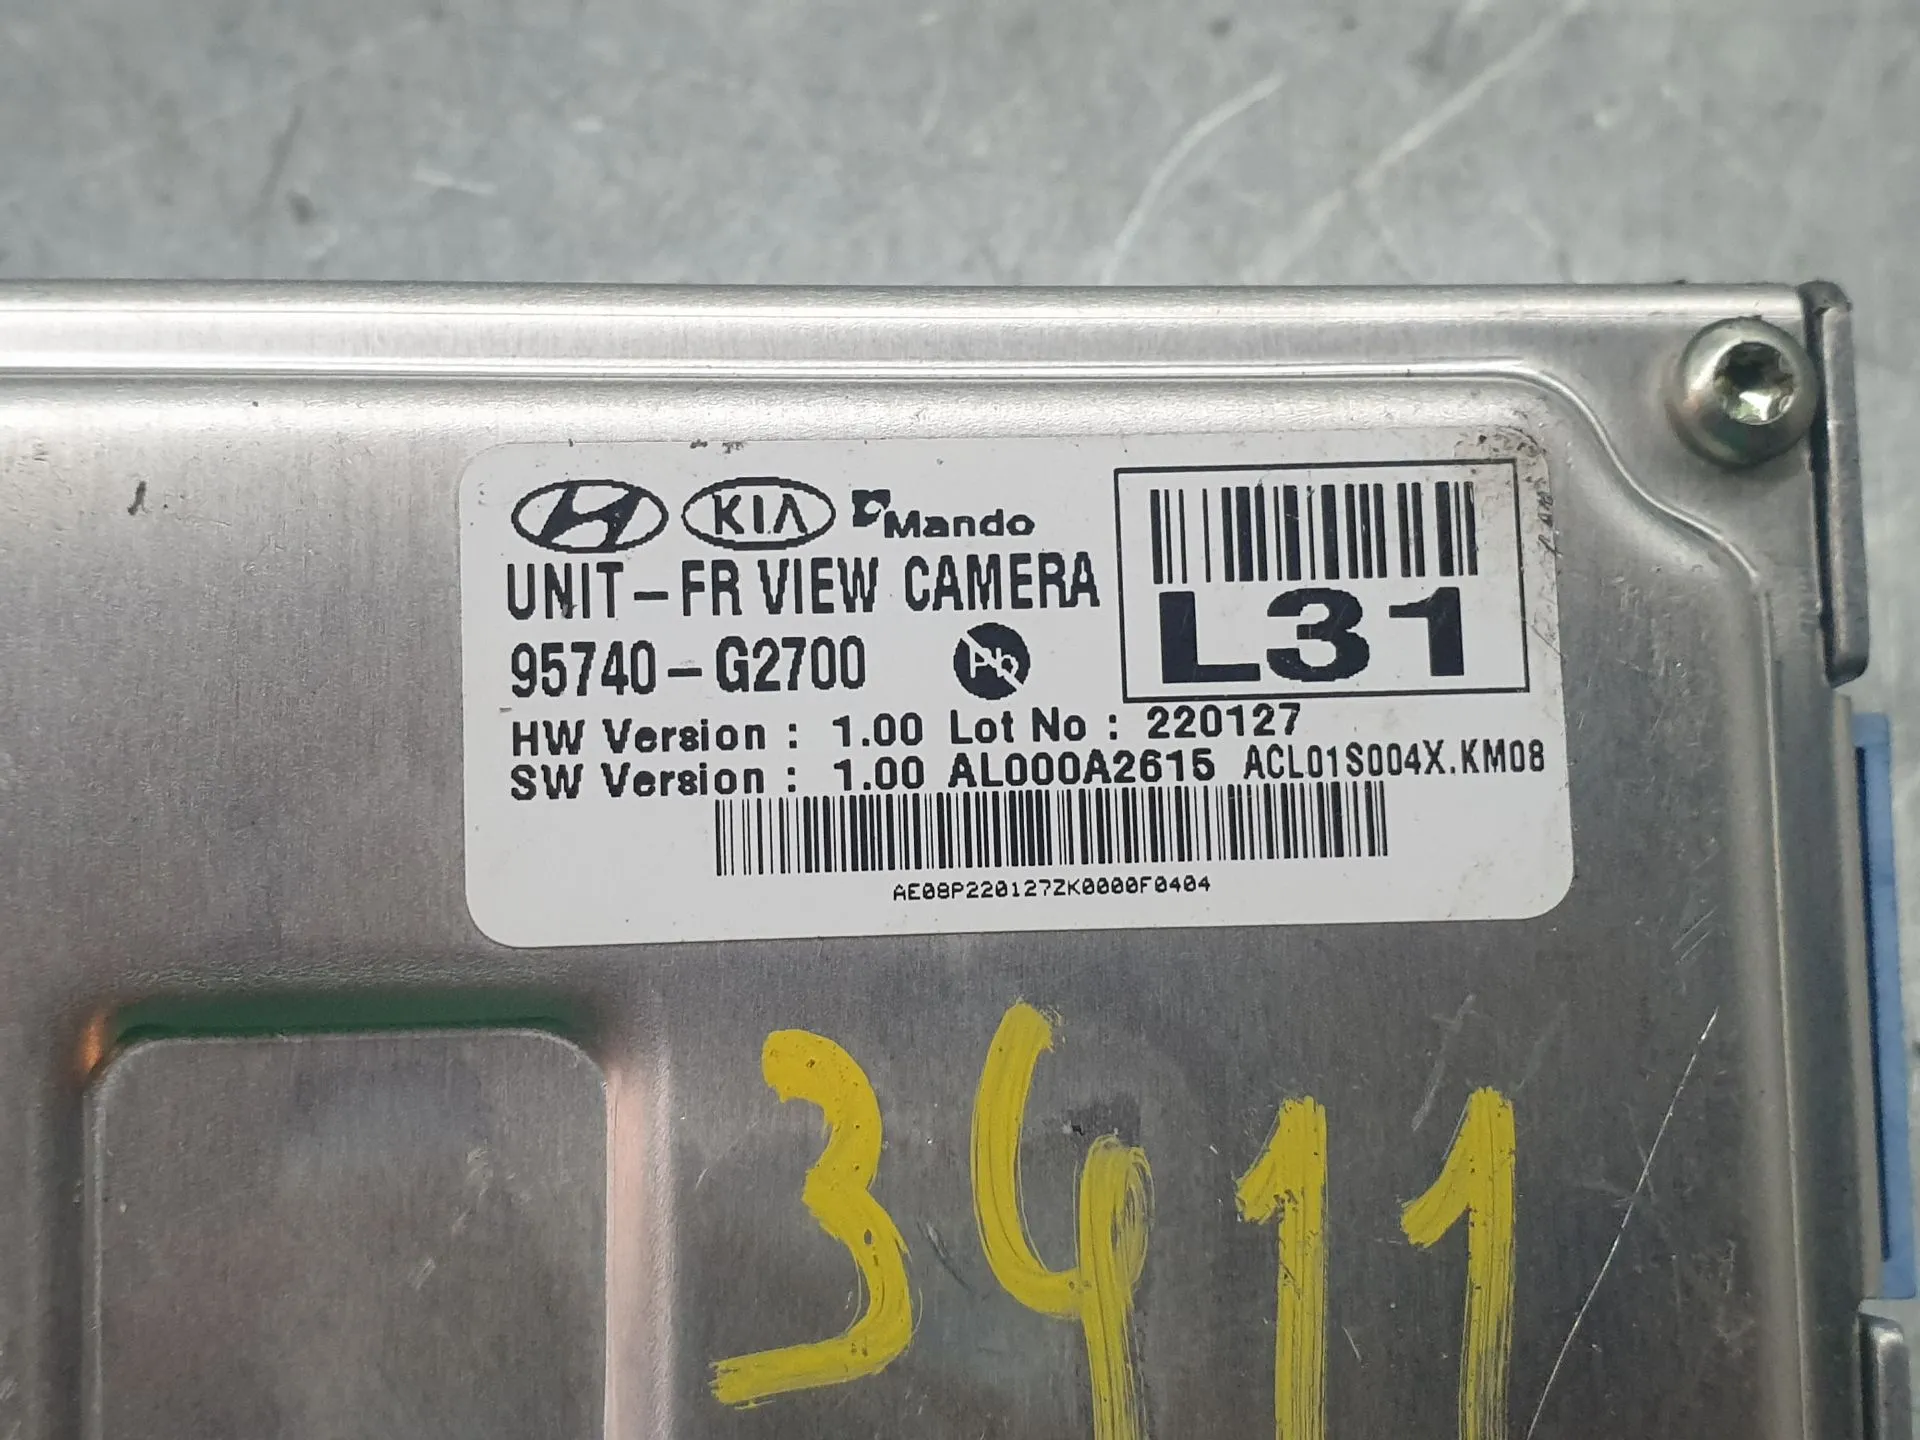 KIA Mando
UNIT-FR VIEW CAMERA
95740-G2700 Pb
L31
HW Version : 1.00 Lot No : 220127
SW Version : 1.00 AL000A2615 ACL01S004X.KM08
AE08P220127ZK0000F0404
3411